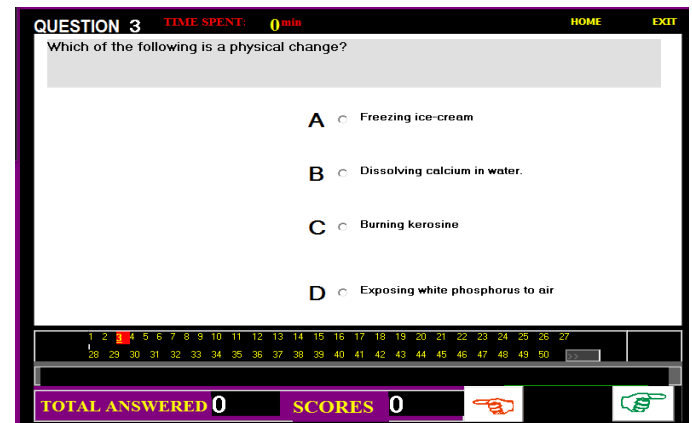 QUESTION 3 TIME SPENT: 0 min HOME EXIT
Which of the following is a physical change?
A Freezing ice-cream
B Dissolving calcium in water.
C Burning kerosine
D Exposing white phosphorus to air
1 2 3 4 5 6 7 8 9 10 11 12 13 14 15 16 17 18 19 20 21 22 23 24 25 26 27
28 29 30 31 32 33 34 35 36 37 38 39 40 41 42 43 44 45 46 47 48 49 50 >>
TOTAL ANSWERED 0 SCORES 0